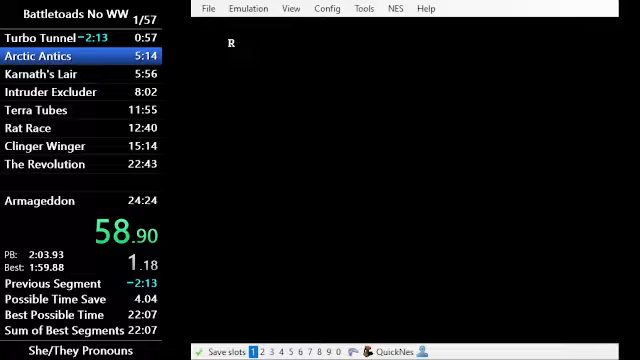 Battletoads No WW
1/57
Turbo Tunnel −2:13 0:57
Arctic Antics 5:14
Karnath's Lair 5:56
Intruder Excluder 8:02
Terra Tubes 11:55
Rat Race 12:40
Clinger Winger 15:14
The Revolution 22:43
Armageddon 24:24
58.90
PB: 2:03.93
Best: 1:59.88
1.18
Previous Segment −2:13
Possible Time Save 4.04
Best Possible Time 22:07
Sum of Best Segments 22:07
She/They Pronouns
File Emulation View Config Tools NES Help
R
Save slots 1 2 3 4 5 6 7 8 9 0 QuickNes